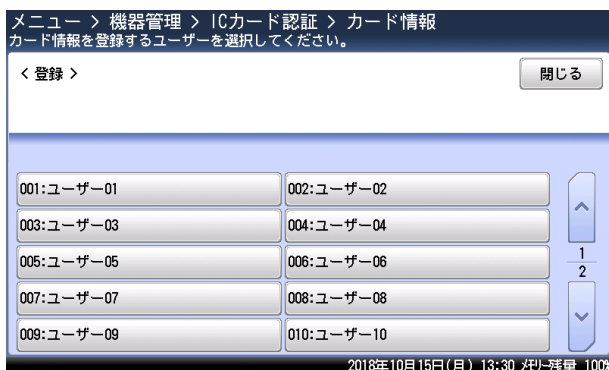 メニュー > 機器管理 > ICカード認証 > カード情報
カード情報を登録するユーザーを選択してください。
< 登録 >
閉じる
001:ユーザー01
002:ユーザー02
003:ユーザー03
004:ユーザー04
005:ユーザー05
006:ユーザー06
007:ユーザー07
008:ユーザー08
009:ユーザー09
010:ユーザー10
1
2
2018年10月15日(月) 13:30 メモリー残量 100%